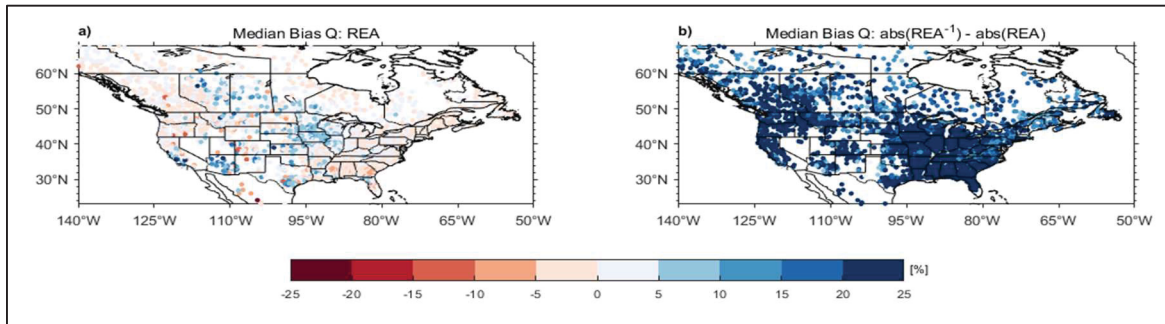 a) Median Bias Q: REA
60°N
50°N
40°N
30°N
140°W 125°W 110°W 95°W 80°W 65°W 50°W
b) Median Bias Q: abs(REA⁻¹) - abs(REA)
60°N
50°N
40°N
30°N
140°W 125°W 110°W 95°W 80°W 65°W 50°W
[%]
-25 -20 -15 -10 -5 0 5 10 15 20 25